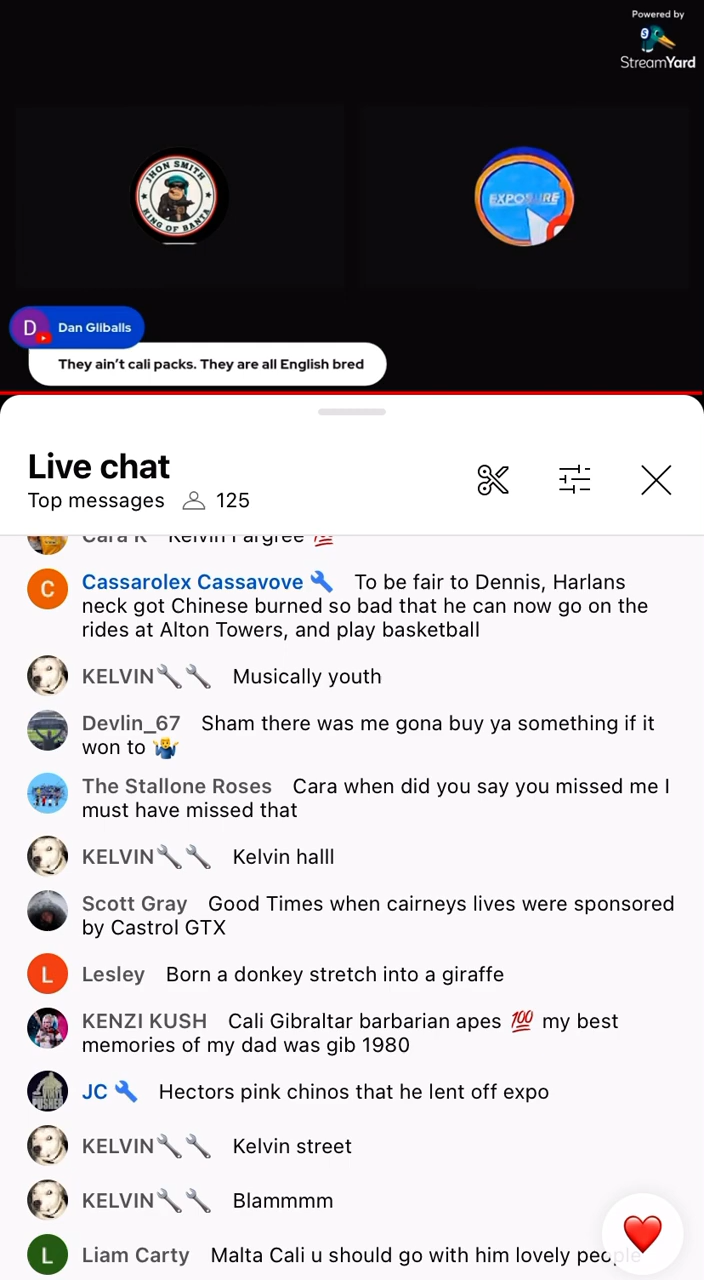 Powered by
StreamYard
JHON SMITH
KING OF BANTA
EXPOSURE
D
Dan Gliballs
They ain't cali packs. They are all English bred
Live chat
Top messages 125
Cara K Kelvin I argree 💯
C
Cassarolex Cassavove 🔧 To be fair to Dennis, Harlans
neck got Chinese burned so bad that he can now go on the
rides at Alton Towers, and play basketball
KELVIN🔧🔧 Musically youth
Devlin_67 Sham there was me gona buy ya something if it
won to 🤷‍♂️
The Stallone Roses Cara when did you say you missed me I
must have missed that
KELVIN🔧🔧 Kelvin halll
Scott Gray Good Times when cairneys lives were sponsored
by Castrol GTX
L
Lesley Born a donkey stretch into a giraffe
KENZI KUSH Cali Gibraltar barbarian apes 💯 my best
memories of my dad was gib 1980
JC 🔧 Hectors pink chinos that he lent off expo
KELVIN🔧🔧 Kelvin street
KELVIN🔧🔧 Blammmm
L
Liam Carty Malta Cali u should go with him lovely people